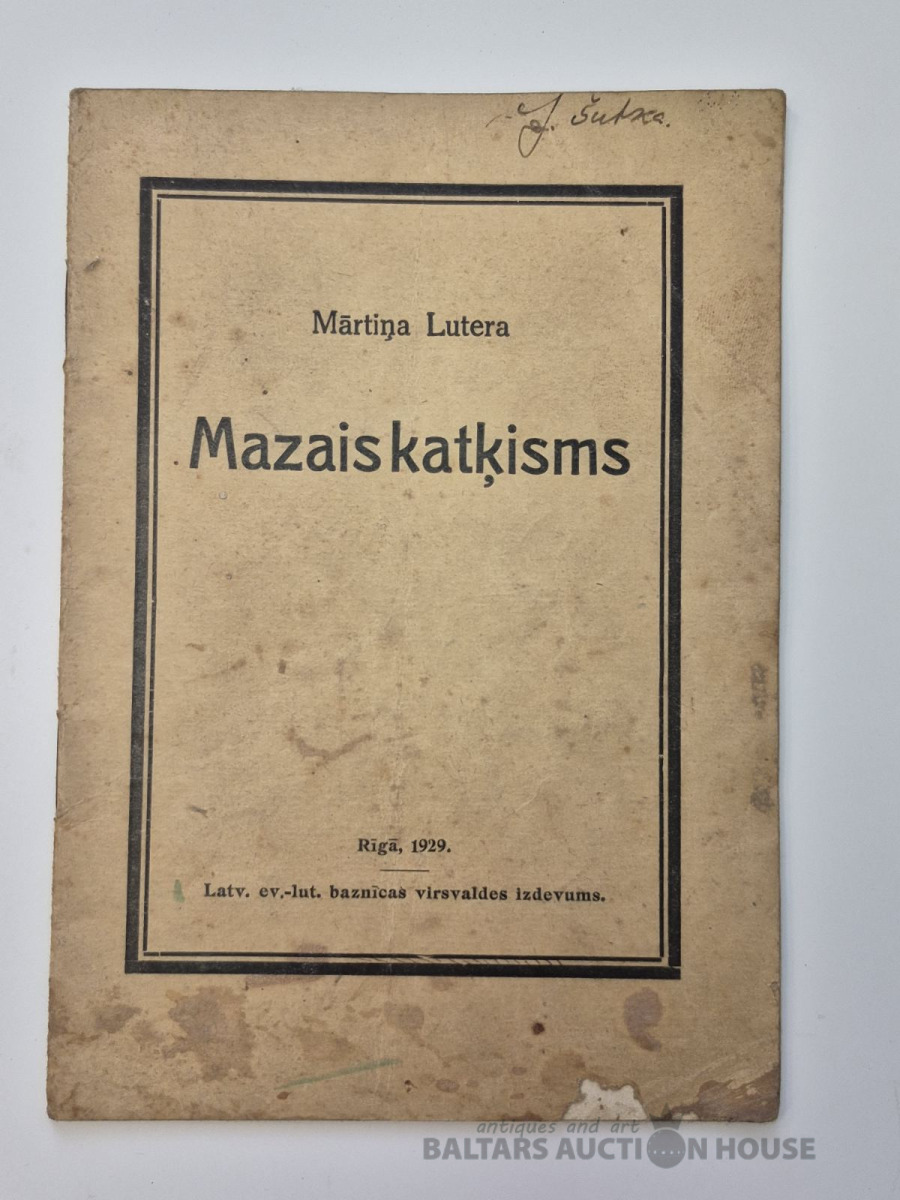 J. Šutka.
Mārtiņa Lutera
Mazais katķisms
Rīgā, 1929.
Latv. ev.-lut. baznīcas virsvaldes izdevums.
antiques and art
BALTARS AUCTION HOUSE